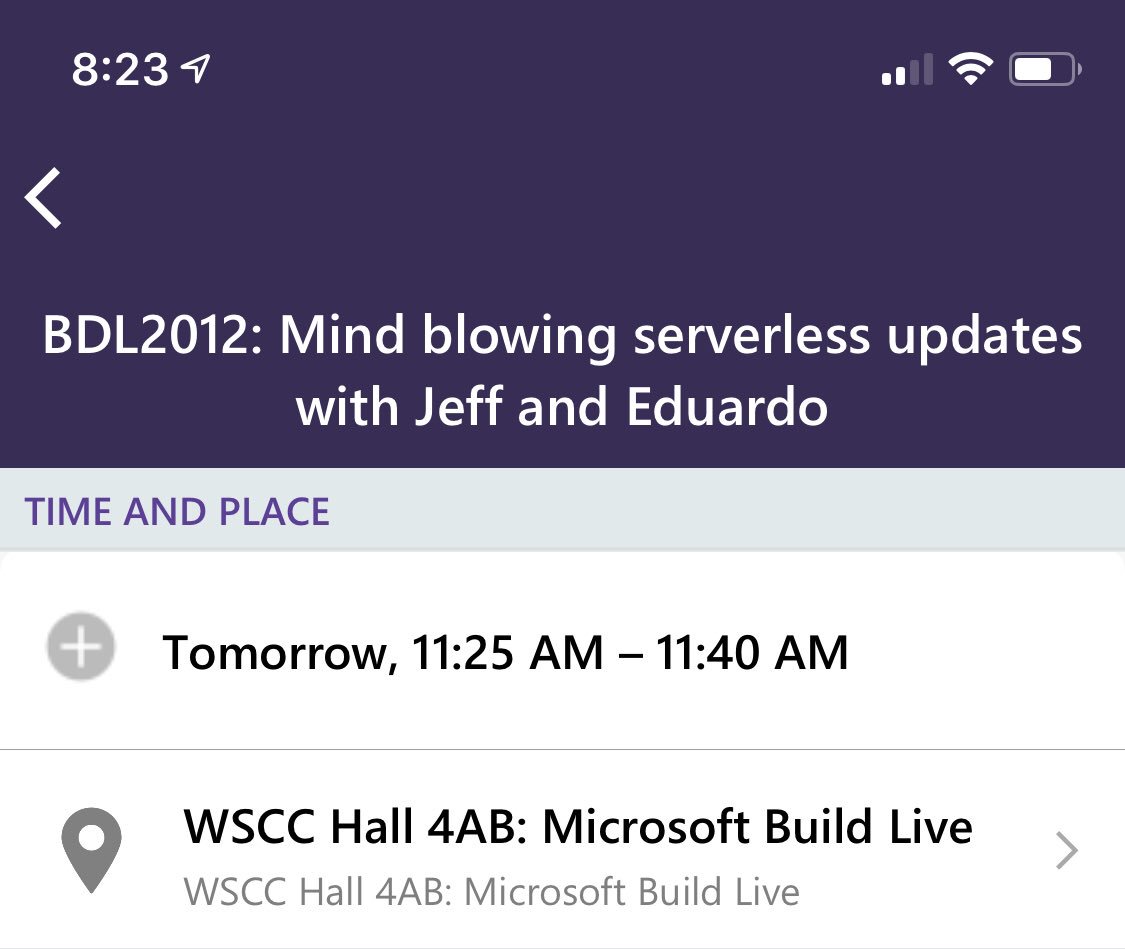 8:23
BDL2012: Mind blowing serverless updates
with Jeff and Eduardo
TIME AND PLACE
Tomorrow, 11:25 AM – 11:40 AM
WSCC Hall 4AB: Microsoft Build Live
WSCC Hall 4AB: Microsoft Build Live